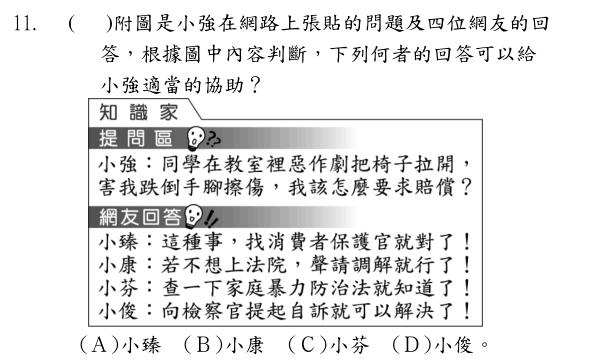 11. ( )附圖是小強在網路上張貼的問題及四位網友的回
答，根據圖中內容判斷，下列何者的回答可以給
小強適當的協助？
知識家
提問區
小強：同學在教室裡惡作劇把椅子拉開，
害我跌倒手腳擦傷，我該怎麼要求賠償？
網友回答
小臻：這種事，找消費者保護官就對了！
小康：若不想上法院，聲請調解就行了！
小芬：查一下家庭暴力防治法就知道了！
小俊：向檢察官提起自訴就可以解決了！
(A)小臻 (B)小康 (C)小芬 (D)小俊。